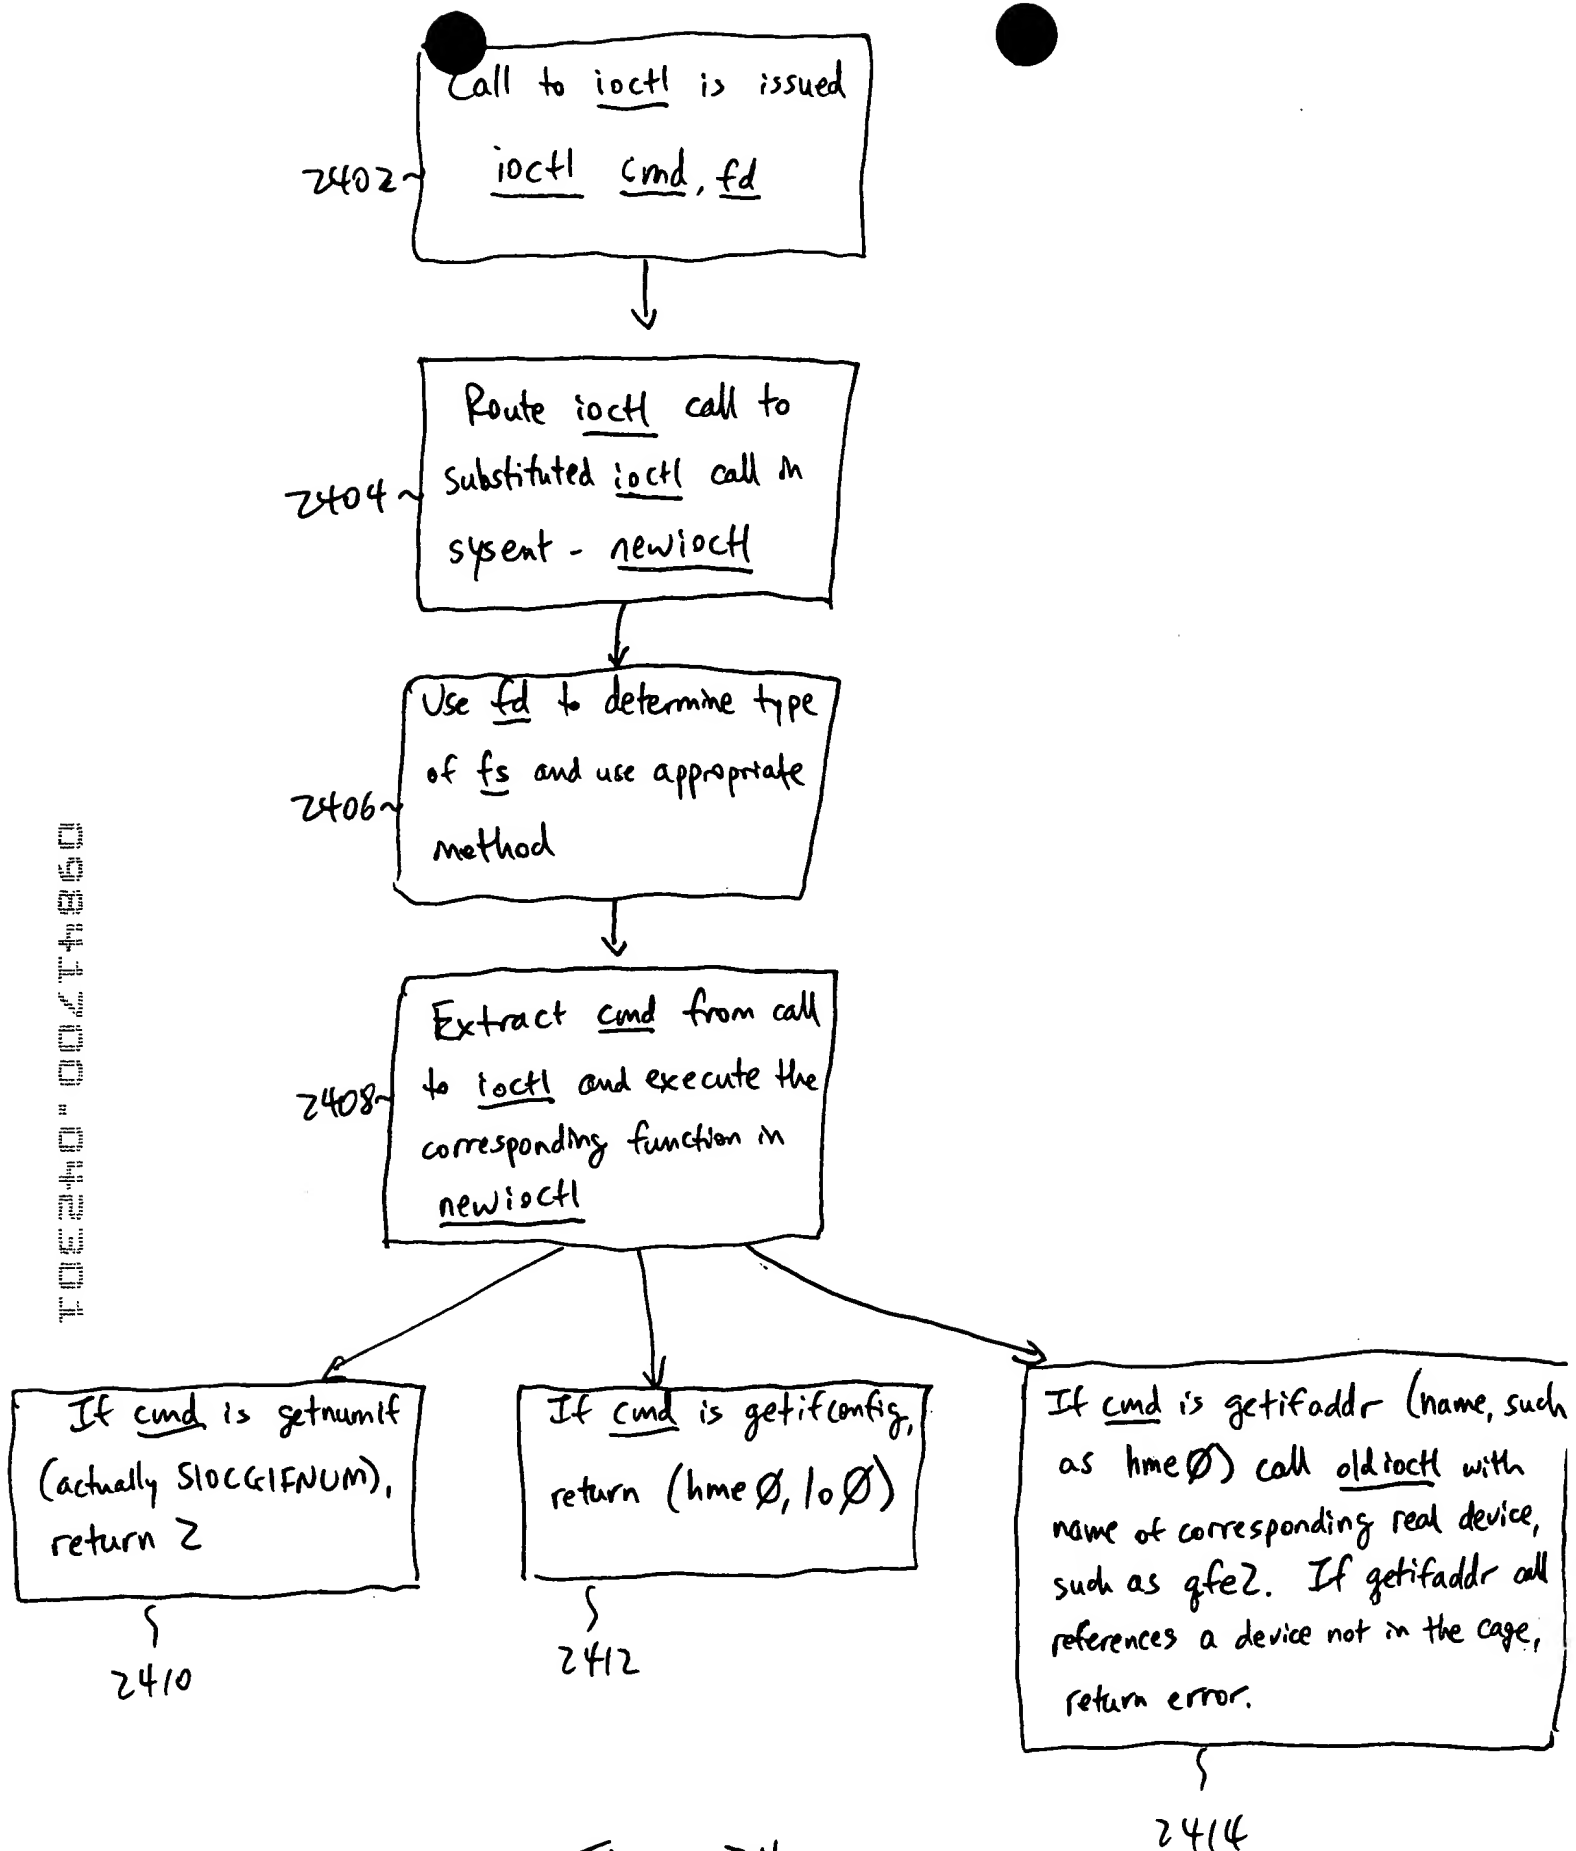 Call to ioctl is issued
ioctl cmd, fd
2402
Route ioctl call to
substituted ioctl call in
sysent - newioctl
2404
Use fd to determine type
of fs and use appropriate
method
2406
Extract cmd from call
to ioctl and execute the
corresponding function in
newioctl
2408
09841700.042301
If cmd is getnumif
(actually SIOCGIFNUM),
return 2
2410
If cmd is getifconfig,
return (hme0, lo0)
2412
If cmd is getifaddr (name, such
as hme0) call oldioctl with
name of corresponding real device,
such as qfe2. If getifaddr call
references a device not in the cage,
return error.
2414